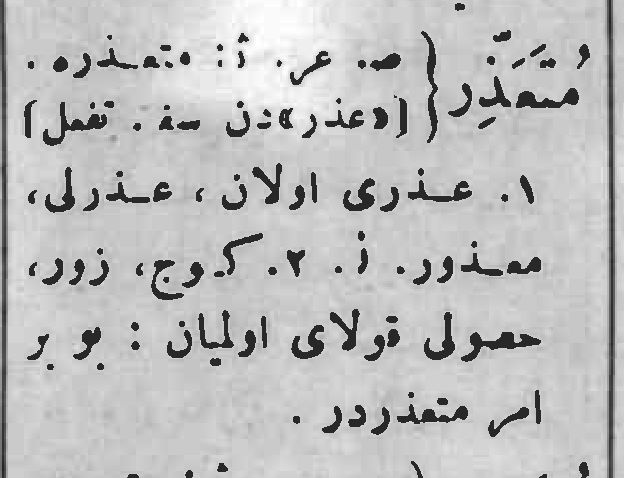 مُتَعَذِّر { ص. عر. ث: متعذره.
[«عذر»دن سفـ. تفعل]
١. عذری اولان، عذرلی،
معذور. ٢. کوج، زور،
حصولی قولای اولمیان : بو بر
امر متعذردر.